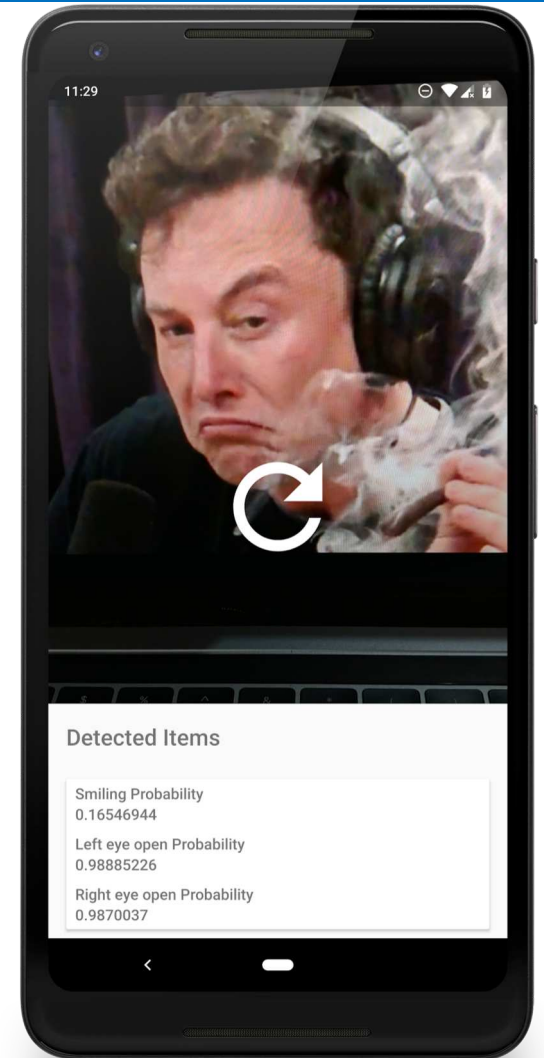 11:29
Detected Items
Smiling Probability
0.16546944
Left eye open Probability
0.98885226
Right eye open Probability
0.9870037